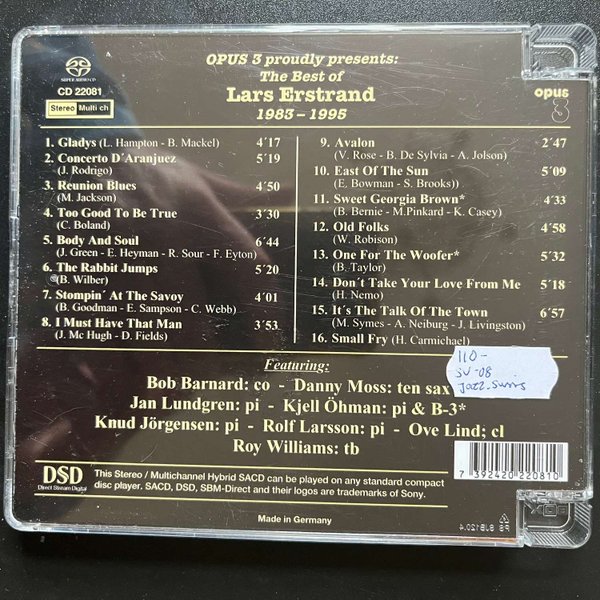 SUPER AUDIO CD
CD 22081
Stereo Multi ch
OPUS 3 proudly presents:
The Best of
Lars Erstrand
1983 - 1995
opus
3
1. Gladys (L. Hampton - B. Mackel) 4´17
2. Concerto D´Aranjuez 5´19
(J. Rodrigo)
3. Reunion Blues 4´50
(M. Jackson)
4. Too Good To Be True 3´30
(C. Boland)
5. Body And Soul 6´44
(J. Green - E. Heyman - R. Sour - F. Eyton)
6. The Rabbit Jumps 5´20
(B. Wilber)
7. Stompin´ At The Savoy 4´01
(B. Goodman - E. Sampson - C. Webb)
8. I Must Have That Man 3´53
(J. Mc Hugh - D. Fields)
9. Avalon 2´47
(V. Rose - B. De Sylvia - A. Jolson)
10. East Of The Sun 5´09
(E. Bowman - S. Brooks))
11. Sweet Georgia Brown* 4´33
(B. Bernie - M.Pinkard - K. Casey)
12. Old Folks 4´58
(W. Robison)
13. One For The Woofer* 5´32
(B. Taylor)
14. Don´t Take Your Love From Me 5´18
(H. Nemo)
15. It´s The Talk Of The Town 6´57
(M. Symes - A. Neiburg - J. Livingston)
16. Small Fry (H. Carmichael)
110-
SV-08
Jazz-Swing
Featuring:
Bob Barnard: co - Danny Moss: ten sax
Jan Lundgren: pi - Kjell Öhman: pi & B-3*
Knud Jörgensen: pi - Rolf Larsson: pi - Ove Lind; cl
Roy Williams: tb
7 392420 220810
DSD
Direct Stream Digital
This Stereo / Multichannel Hybrid SACD can be played on any standard compact
disc player. SACD, DSD, SBM-Direct and their logos are trademarks of Sony.
Made in Germany